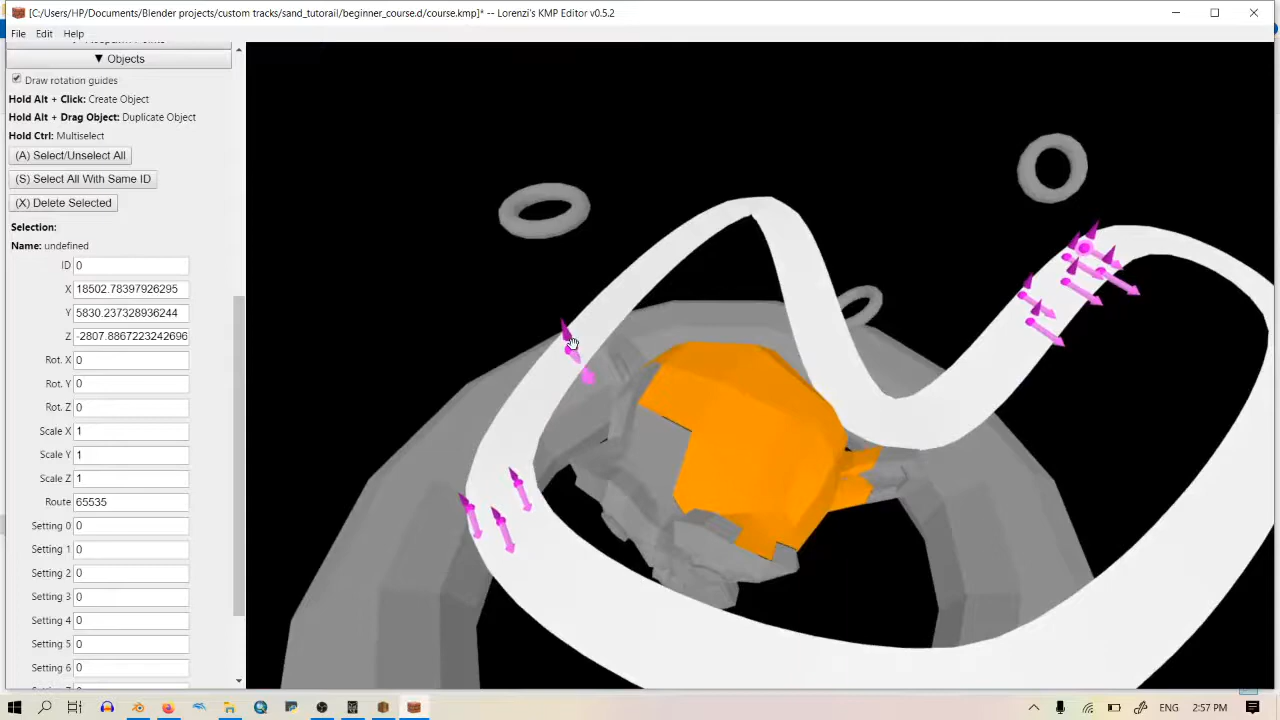 [C:/Users/HP/Documents/Blender projects/custom tracks/sand_tutorail/beginner_course.d/course.kmp]* -- Lorenzi's KMP Editor v0.5.2
File Edit Help
▼ Objects
Draw rotation guides
Hold Alt + Click: Create Object
Hold Alt + Drag Object: Duplicate Object
Hold Ctrl: Multiselect
(A) Select/Unselect All
(S) Select All With Same ID
(X) Delete Selected
Selection:
Name: undefined
ID 0
X 18502.78397926295
Y 5830.237328936244
Z -2807.8867223242696
Rot. X 0
Rot. Y 0
Rot. Z 0
Scale X 1
Scale Y 1
Scale Z 1
Route 65535
Setting 0 0
Setting 1 0
Setting 2 0
Setting 3 0
Setting 4 0
Setting 5 0
Setting 6 0
ENG 2:57 PM